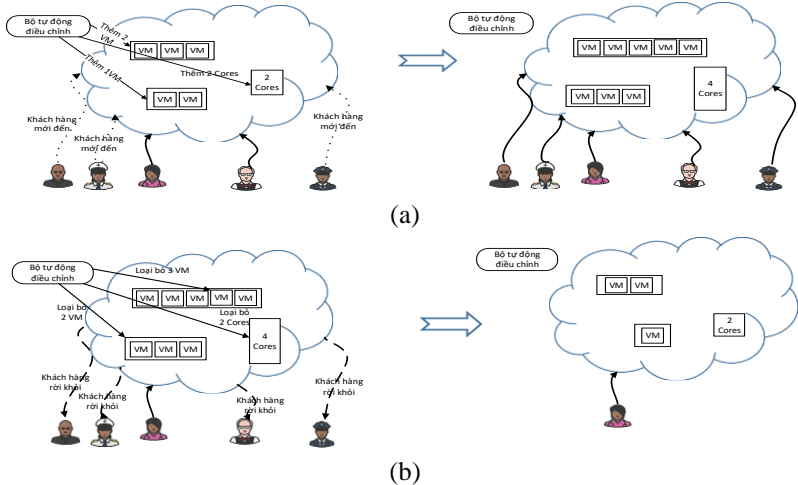 Bộ tự động
điều chỉnh
Thêm 2
VM
VM VM VM
Thêm 1VM
Thêm 2 Cores
2
Cores
VM VM
Khách hàng
mới đến
Khách hàng
mới đến
Khách hàng
mới đến
Bộ tự động
điều chỉnh
VM VM VM VM VM
4
Cores
VM VM VM
(a)
Bộ tự động
điều chỉnh
Loại bỏ 3 VM
VM VM VM VM VM
Loại bỏ
2 VM
Loại bỏ
2 Cores
4
Cores
VM VM VM
Khách hàng
rời khỏi
Khách hàng
rời khỏi
Khách hàng
rời khỏi
Khách hàng
rời khỏi
Bộ tự động
điều chỉnh
VM VM
2
Cores
VM
(b)